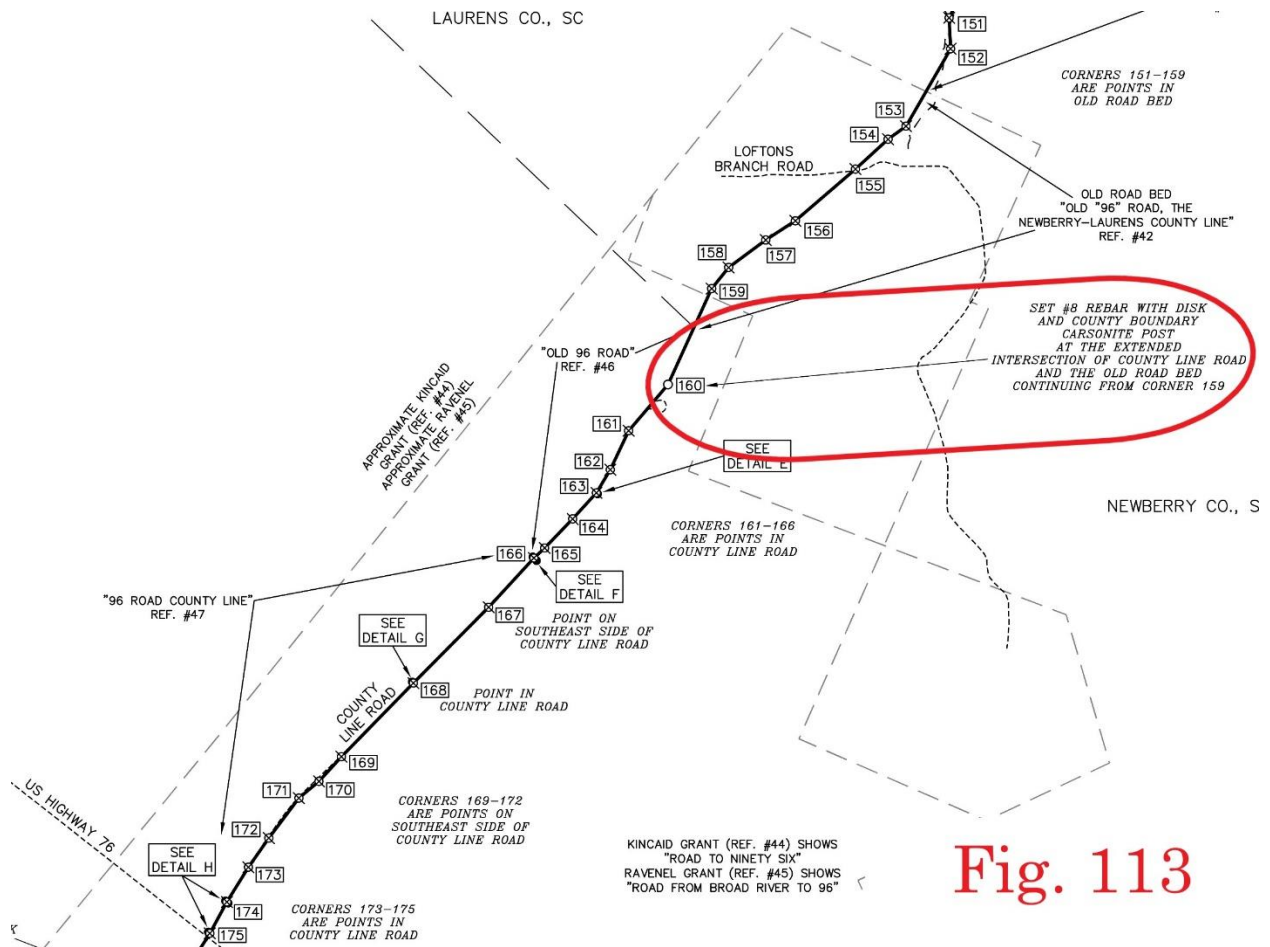 LAURENS CO., SC
151
152
CORNERS 151-159
ARE POINTS IN
OLD ROAD BED
153
154
LOFTONS
BRANCH ROAD
155
OLD ROAD BED
"OLD "96" ROAD, THE
NEWBERRY-LAURENS COUNTY LINE"
REF. #42
156
157
158
159
SET #8 REBAR WITH DISK
AND COUNTY BOUNDARY
CARSONITE POST
AT THE EXTENDED
INTERSECTION OF COUNTY LINE ROAD
AND THE OLD ROAD BED
CONTINUING FROM CORNER 159
"OLD 96 ROAD"
REF. #46
160
APPROXIMATE KINCAID
GRANT (REF. #44)
APPROXIMATE RAVENEL
GRANT (REF. #45)
161
SEE
DETAIL E
162
163
NEWBERRY CO., S
164
CORNERS 161-166
ARE POINTS IN
COUNTY LINE ROAD
165
166
SEE
DETAIL F
"96 ROAD COUNTY LINE"
REF. #47
167
POINT ON
SOUTHEAST SIDE OF
COUNTY LINE ROAD
SEE
DETAIL G
168
POINT IN
COUNTY LINE ROAD
COUNTY
LINE ROAD
169
170
171
CORNERS 169-172
ARE POINTS ON
SOUTHEAST SIDE OF
COUNTY LINE ROAD
US HIGHWAY 76
172
SEE
DETAIL H
173
174
CORNERS 173-175
ARE POINTS IN
COUNTY LINE ROAD
175
KINCAID GRANT (REF. #44) SHOWS
"ROAD TO NINETY SIX"
RAVENEL GRANT (REF. #45) SHOWS
"ROAD FROM BROAD RIVER TO 96"
Fig. 113